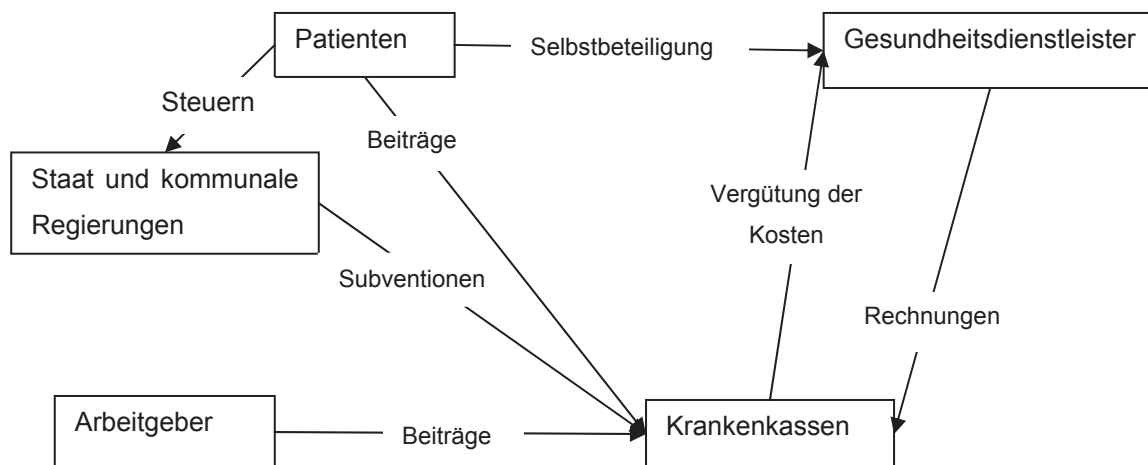 Patienten
Selbstbeteiligung
Gesundheitsdienstleister
Steuern
Beiträge
Staat und kommunale
Regierungen
Vergütung der
Kosten
Subventionen
Rechnungen
Arbeitgeber
Beiträge
Krankenkassen